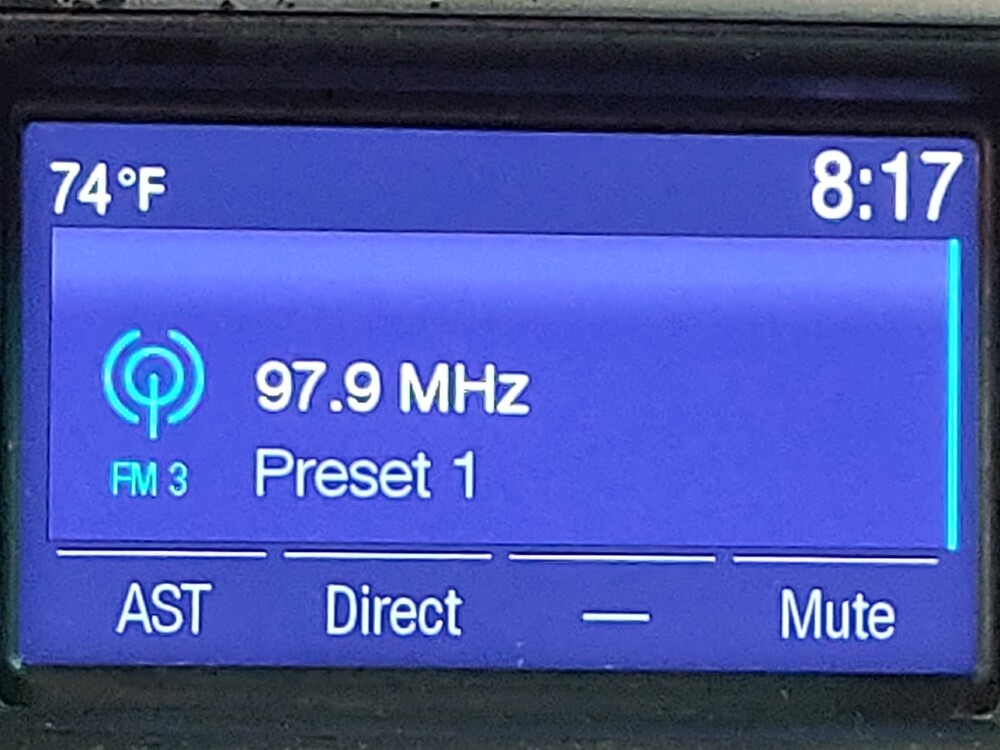 74°F 8:17
97.9 MHz
FM 3 Preset 1
AST Direct — Mute